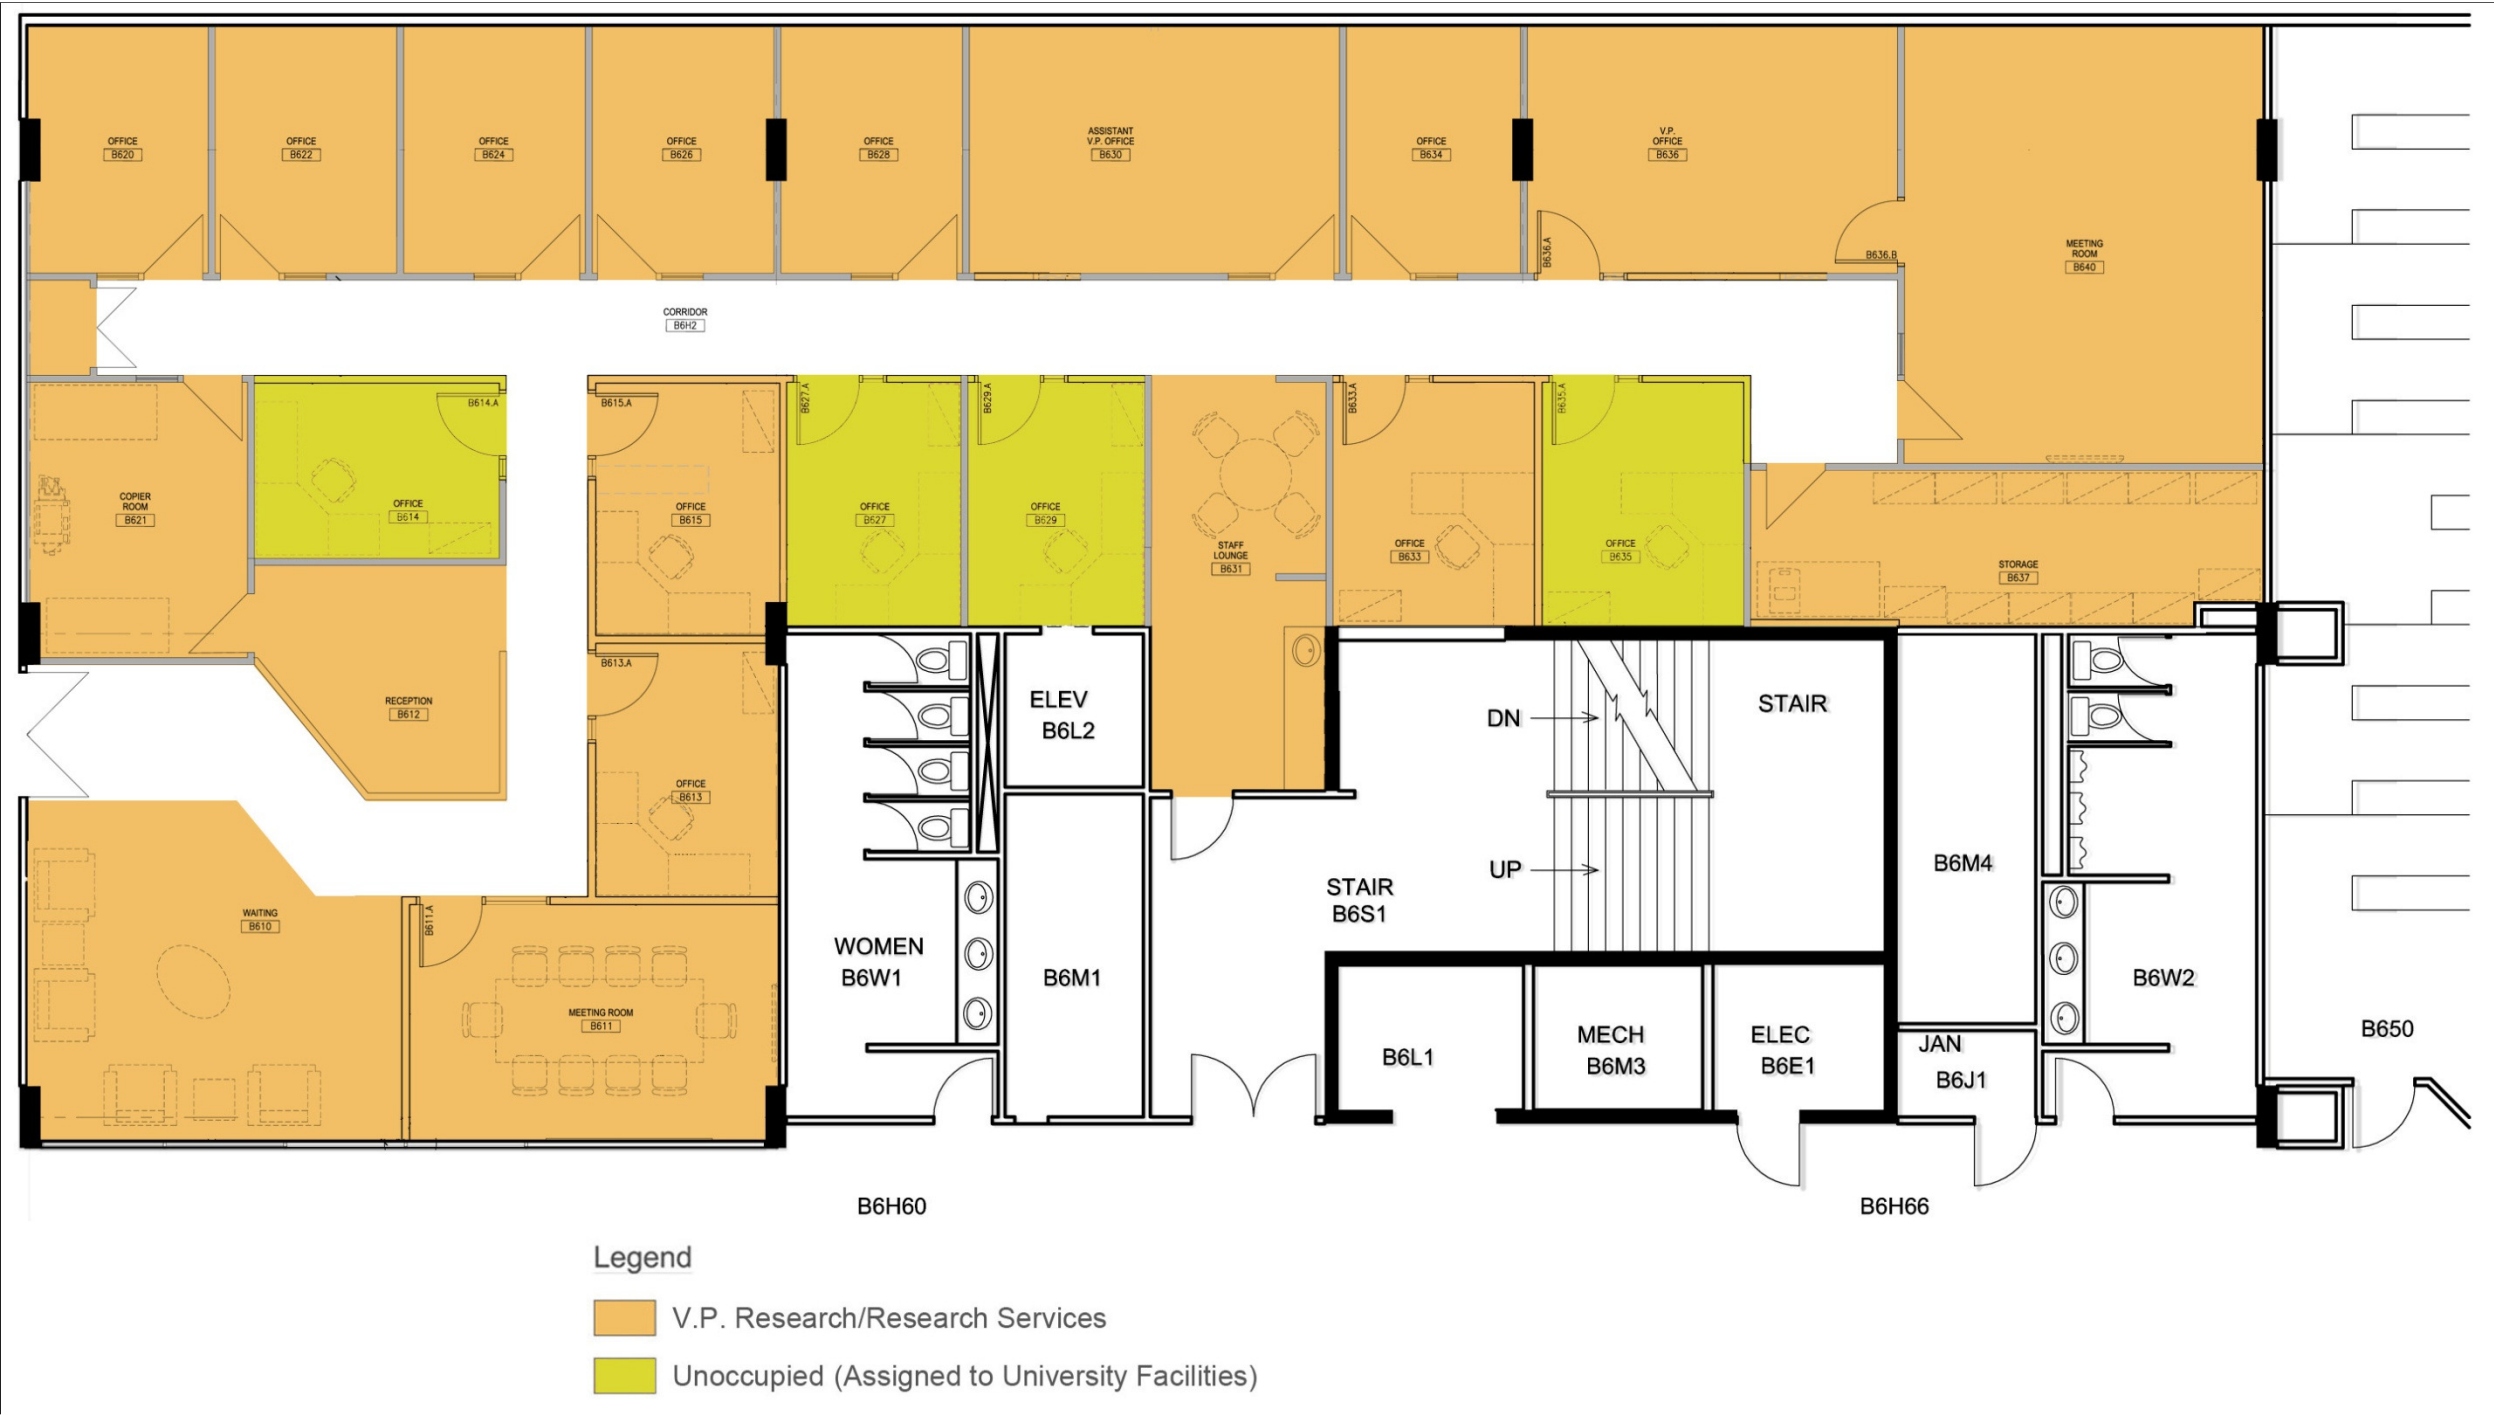 OFFICE
B620
OFFICE
B622
OFFICE
B624
OFFICE
B626
OFFICE
B628
ASSISTANT
V.P. OFFICE
B630
OFFICE
B634
V.P.
OFFICE
B636
B636.A
B636.B
MEETING
ROOM
B640
CORRIDOR
B6H2
B614.A
B615.A
B627.A
B629.A
B633.A
B635.A
COPIER
ROOM
B621
OFFICE
B614
OFFICE
B615
OFFICE
B627
OFFICE
B629
STAFF
LOUNGE
B631
OFFICE
B633
OFFICE
B635
STORAGE
B637
B613.A
RECEPTION
B612
ELEV
B6L2
DN
STAIR
OFFICE
B613
UP
STAIR
B6S1
B6M4
WAITING
B610
B611.A
WOMEN
B6W1
B6M1
B6W2
MEETING ROOM
B611
B6L1
MECH
B6M3
ELEC
B6E1
JAN
B6J1
B650
B6H60
B6H66
Legend
V.P. Research/Research Services
Unoccupied (Assigned to University Facilities)